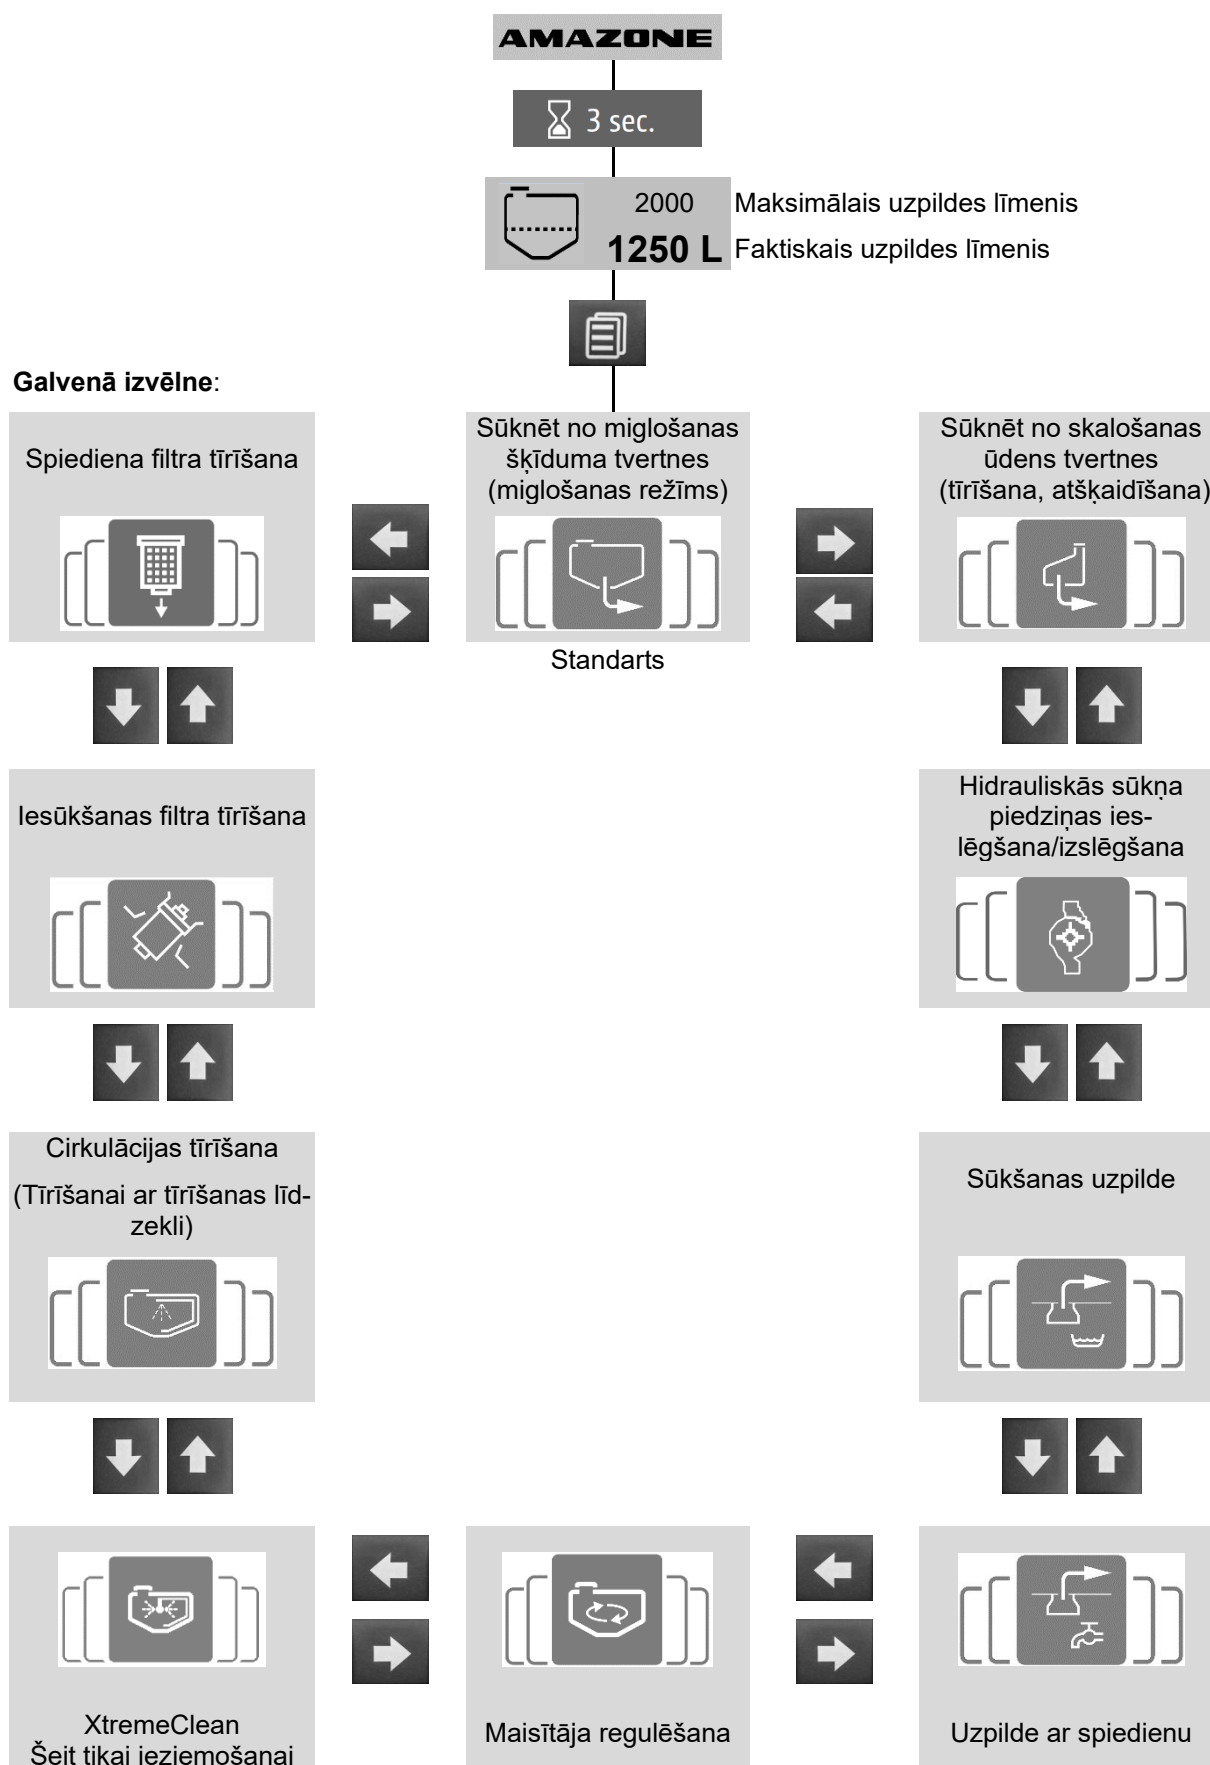 AMAZONE
3 sec.
2000
Maksimālais uzpildes līmenis
1250 L
Faktiskais uzpildes līmenis
Galvenā izvēlne:
Spiediena filtra tīrīšana
Sūknēt no miglošanas
šķīduma tvertnes
(miglošanas režīms)
Standarts
Sūknēt no skalošanas
ūdens tvertnes
(tīrīšana, atšķaidīšana)
Iesūkšanas filtra tīrīšana
Hidrauliskās sūkņa
piedziņas ies-
lēgšana/izslēgšana
Cirkulācijas tīrīšana
(Tīrīšanai ar tīrīšanas līd-
zekli)
Sūkšanas uzpilde
XtremeClean
Šeit tikai ieziemošanai
Maisītāja regulēšana
Uzpilde ar spiedienu